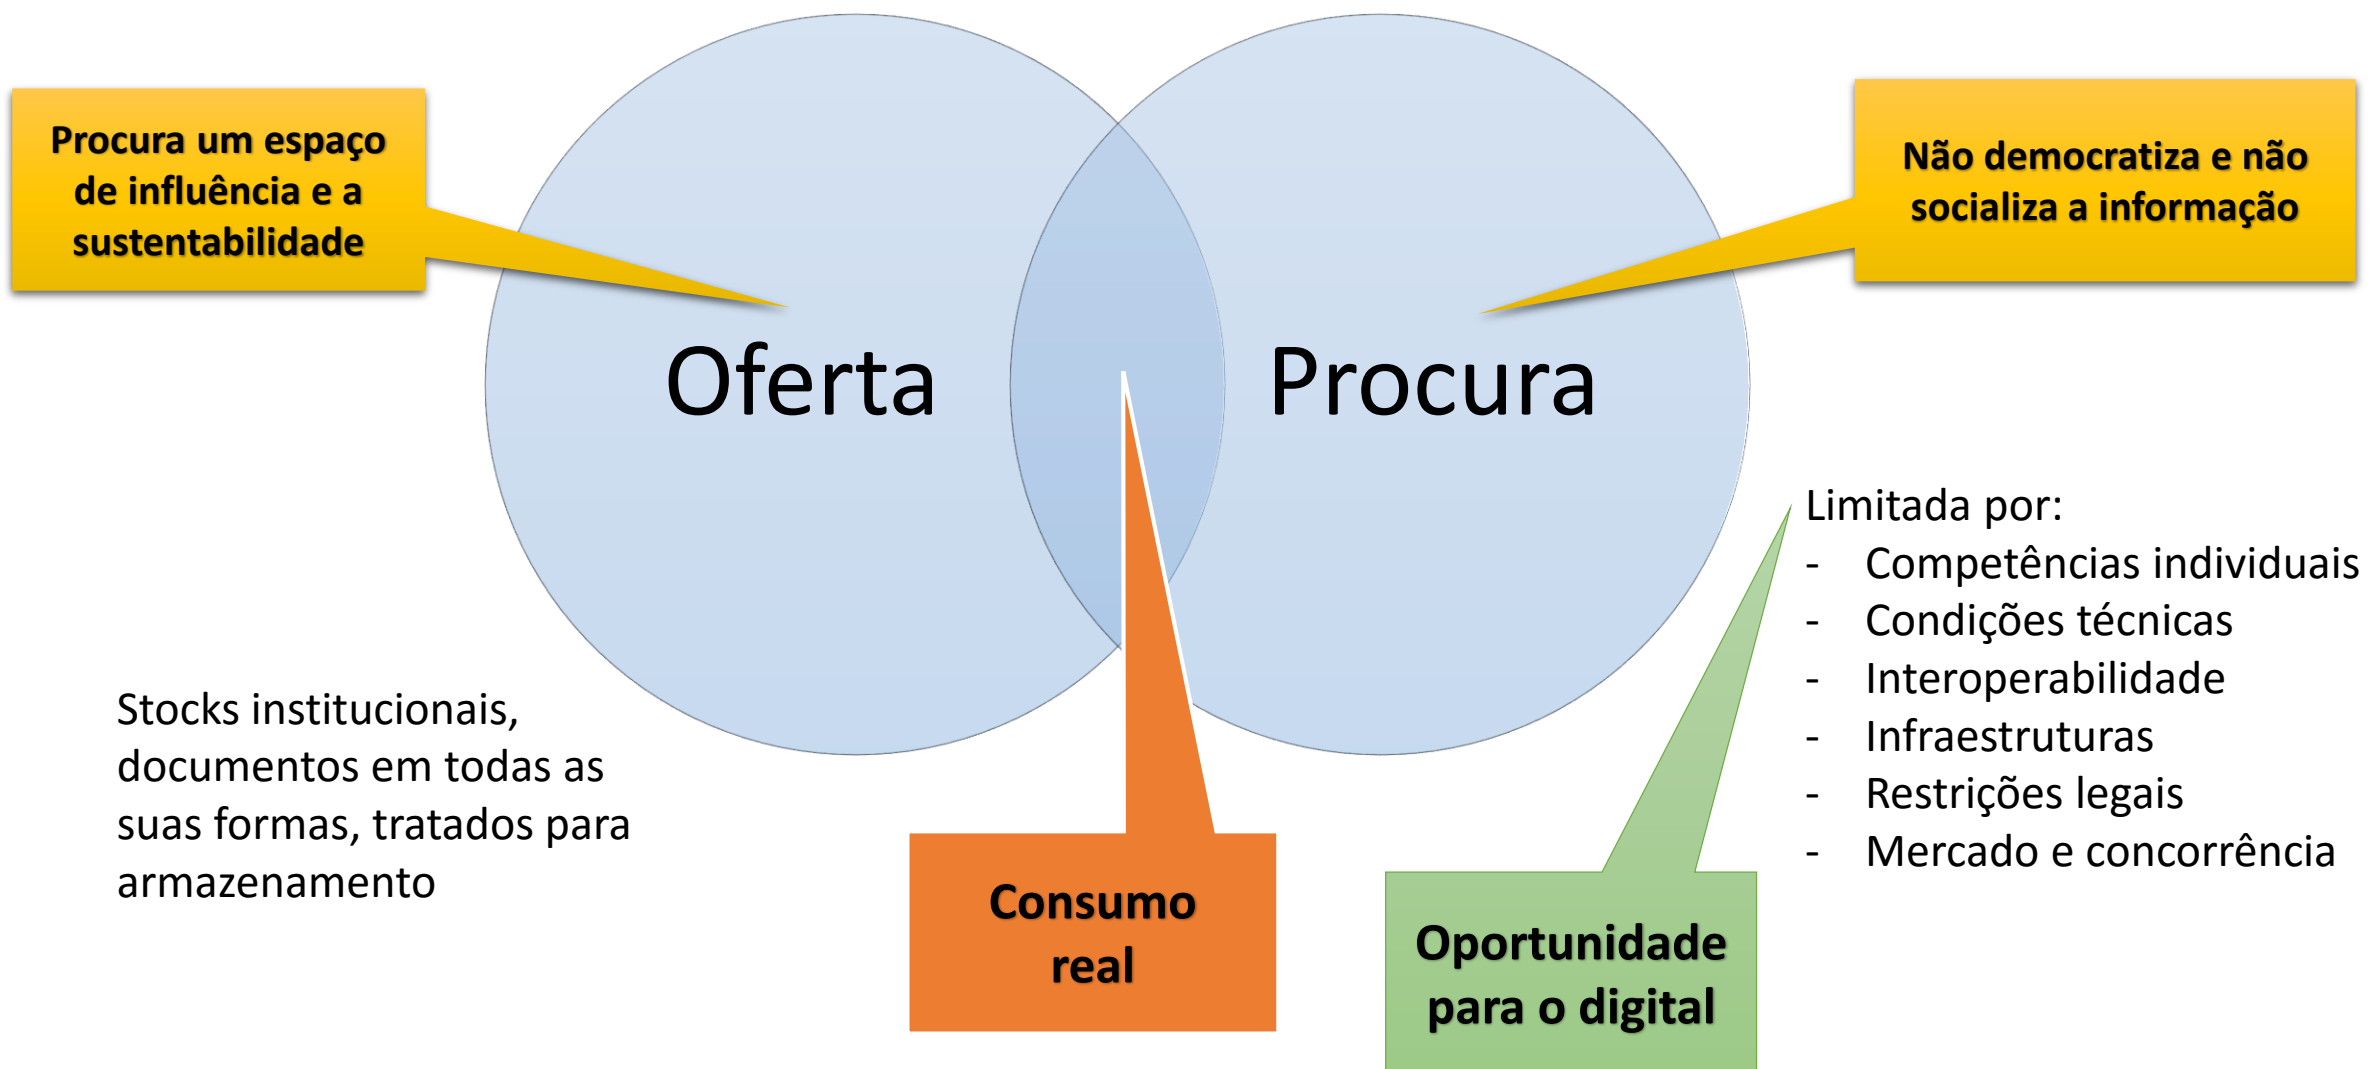 Procura um espaço
de influência e a
sustentabilidade
Não democratiza e não
socializa a informação
Oferta
Procura
Limitada por:
- Competências individuais
- Condições técnicas
- Interoperabilidade
- Infraestruturas
- Restrições legais
- Mercado e concorrência
Stocks institucionais,
documentos em todas as
suas formas, tratados para
armazenamento
Consumo
real
Oportunidade
para o digital